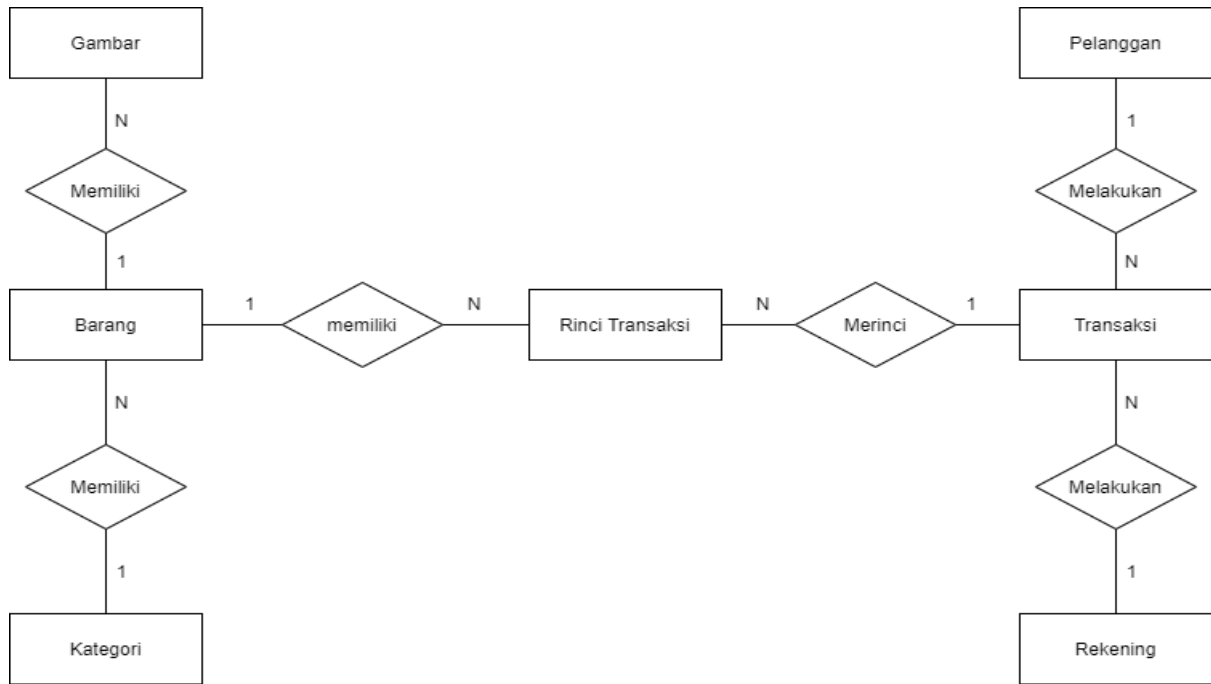 Gambar
Pelanggan
N
1
Memiliki
Melakukan
1
N
Barang
1
memiliki
N
Rinci Transaksi
N
Merinci
1
Transaksi
N
N
Memiliki
Melakukan
1
1
Kategori
Rekening